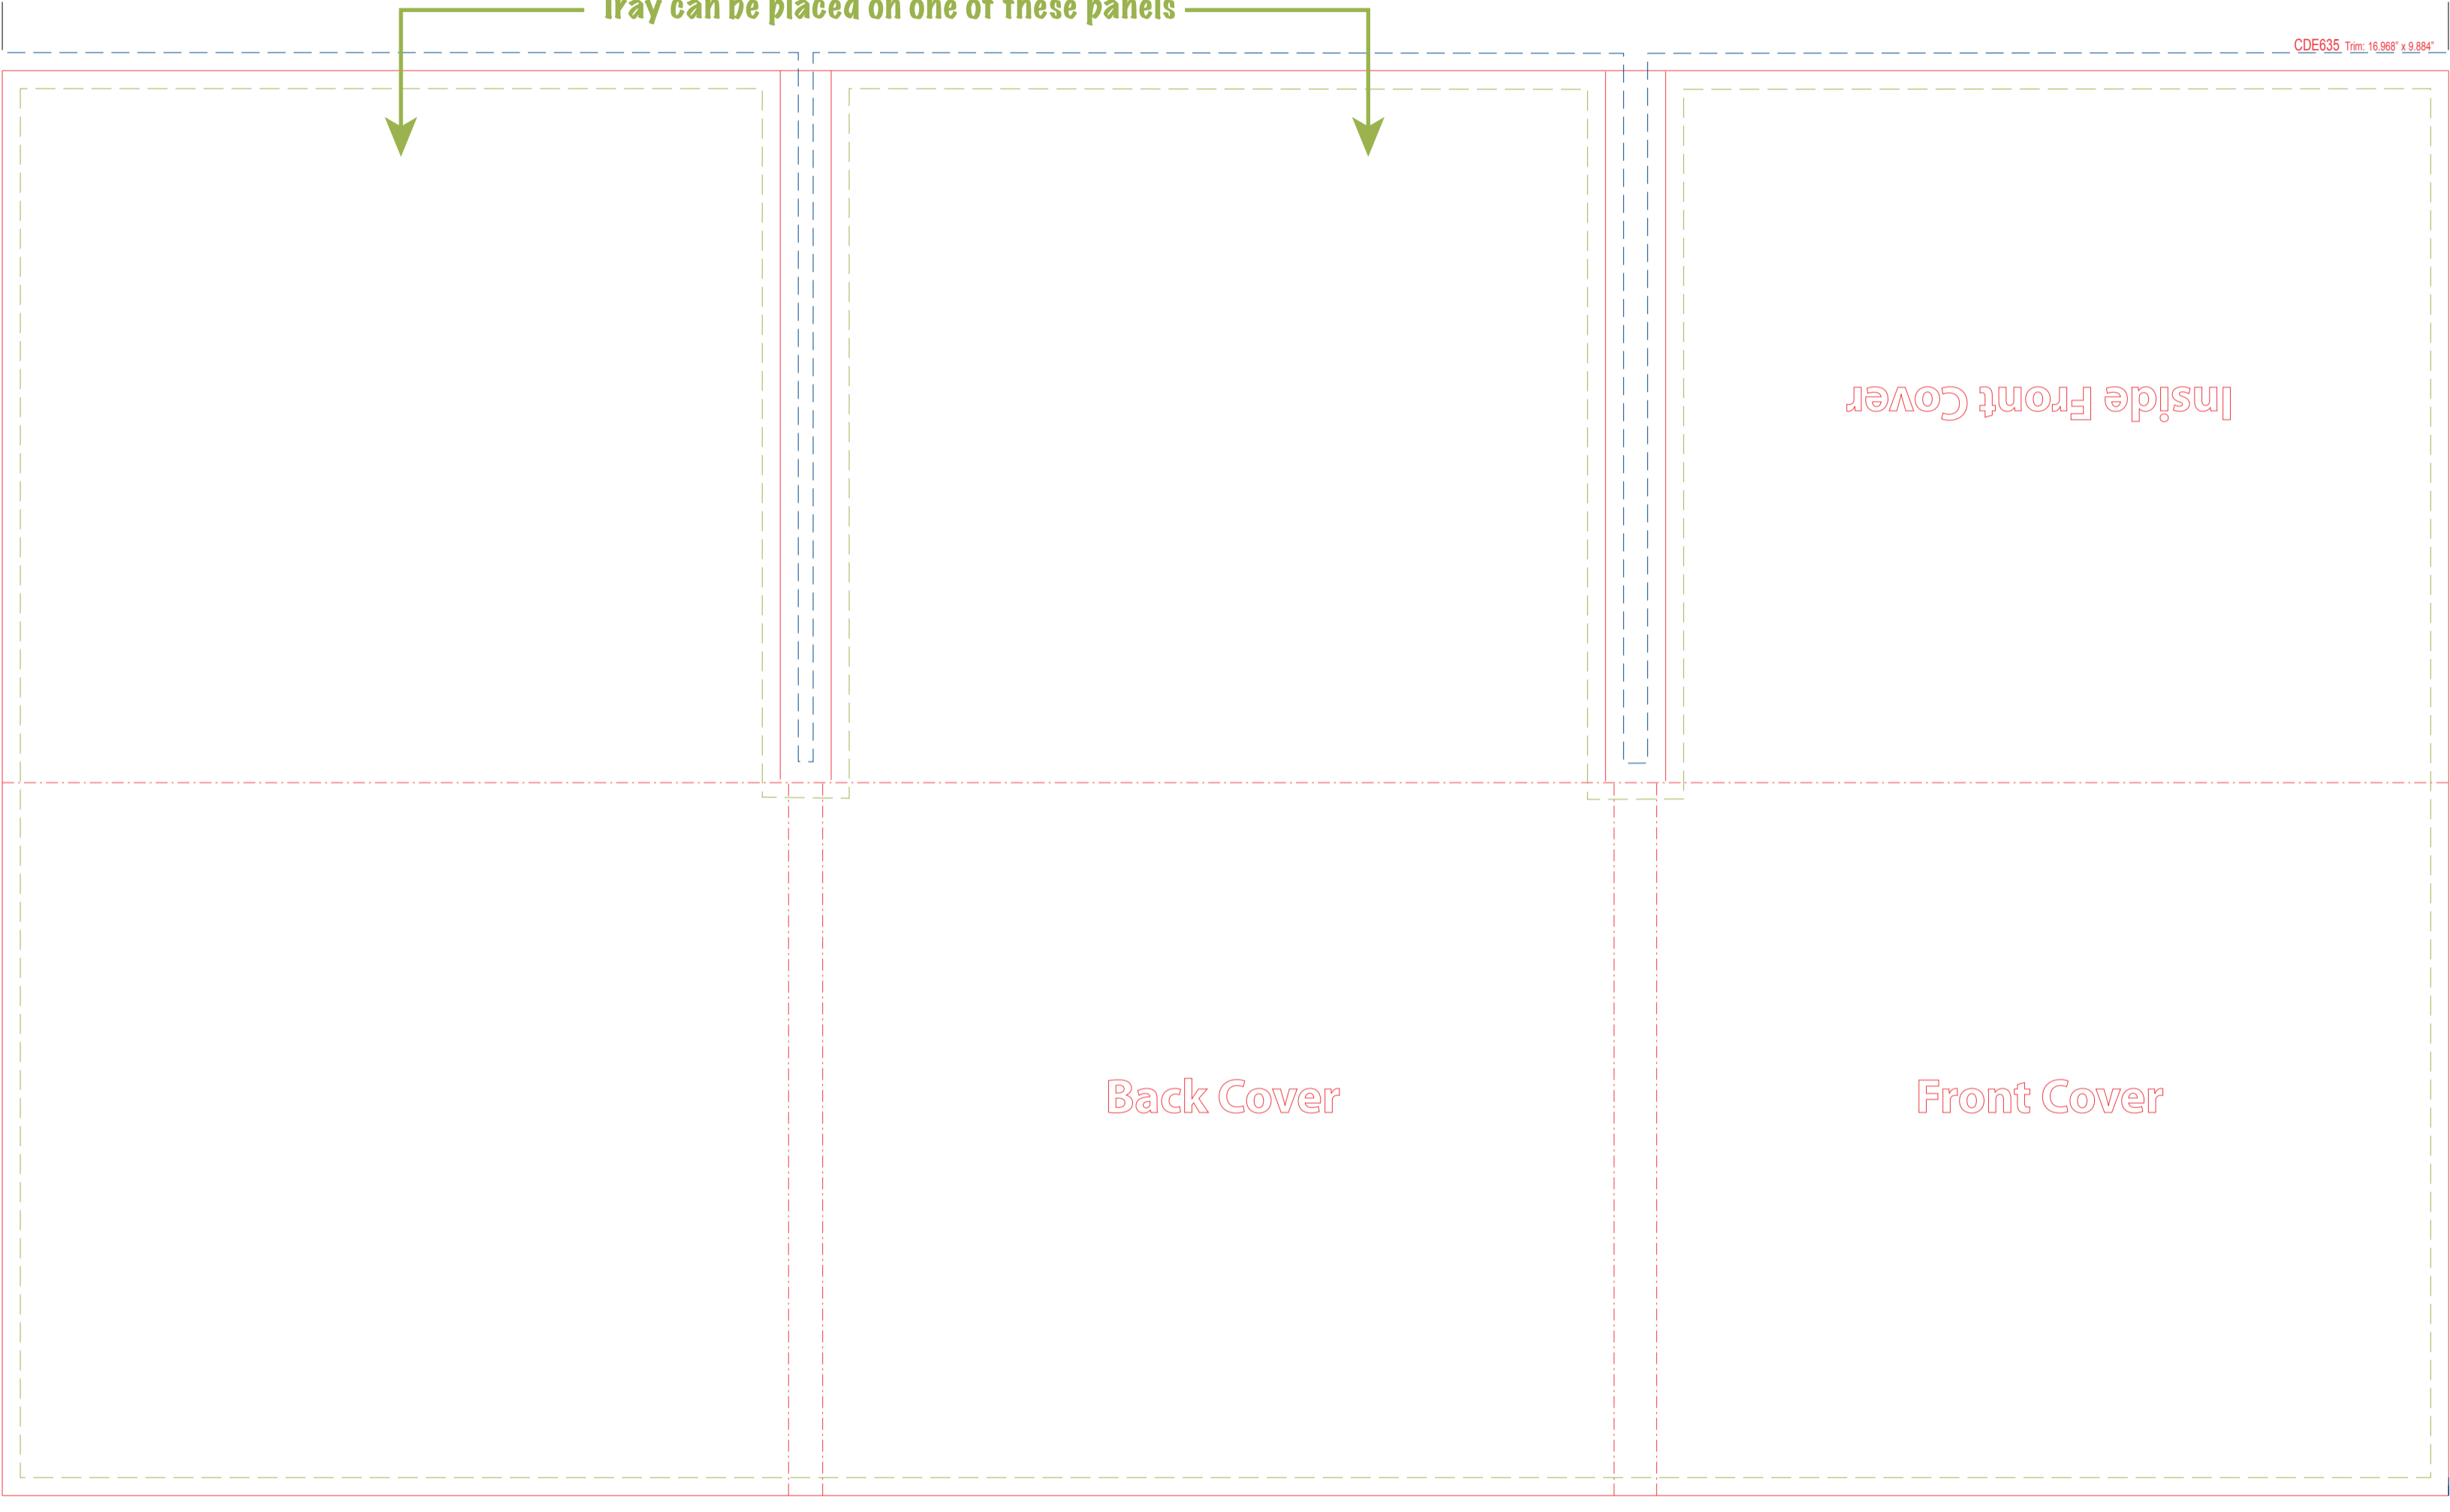 Tray can be placed on one of these panels
CDE635 Trim: 16.968" x 9.884"
Inside Front Cover
Back Cover
Front Cover